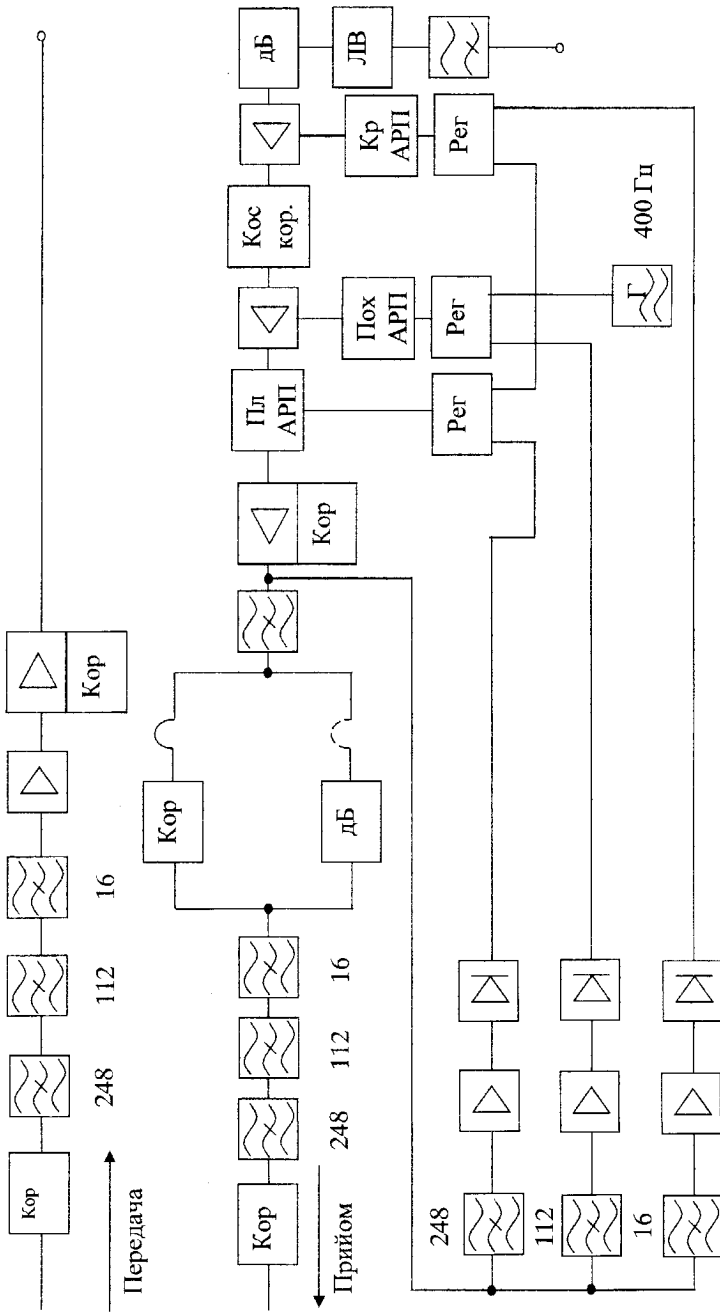 Кор
248
112
16
Кор
Передача
Кор
248
112
16
Кор
дБ
Кор
Пл
АРП
Кос
кор.
дБ
ЛВ
Прийом
Пох
АРП
Кр
АРП
Рег
Рег
Рег
Г
400 Гц
248
112
16